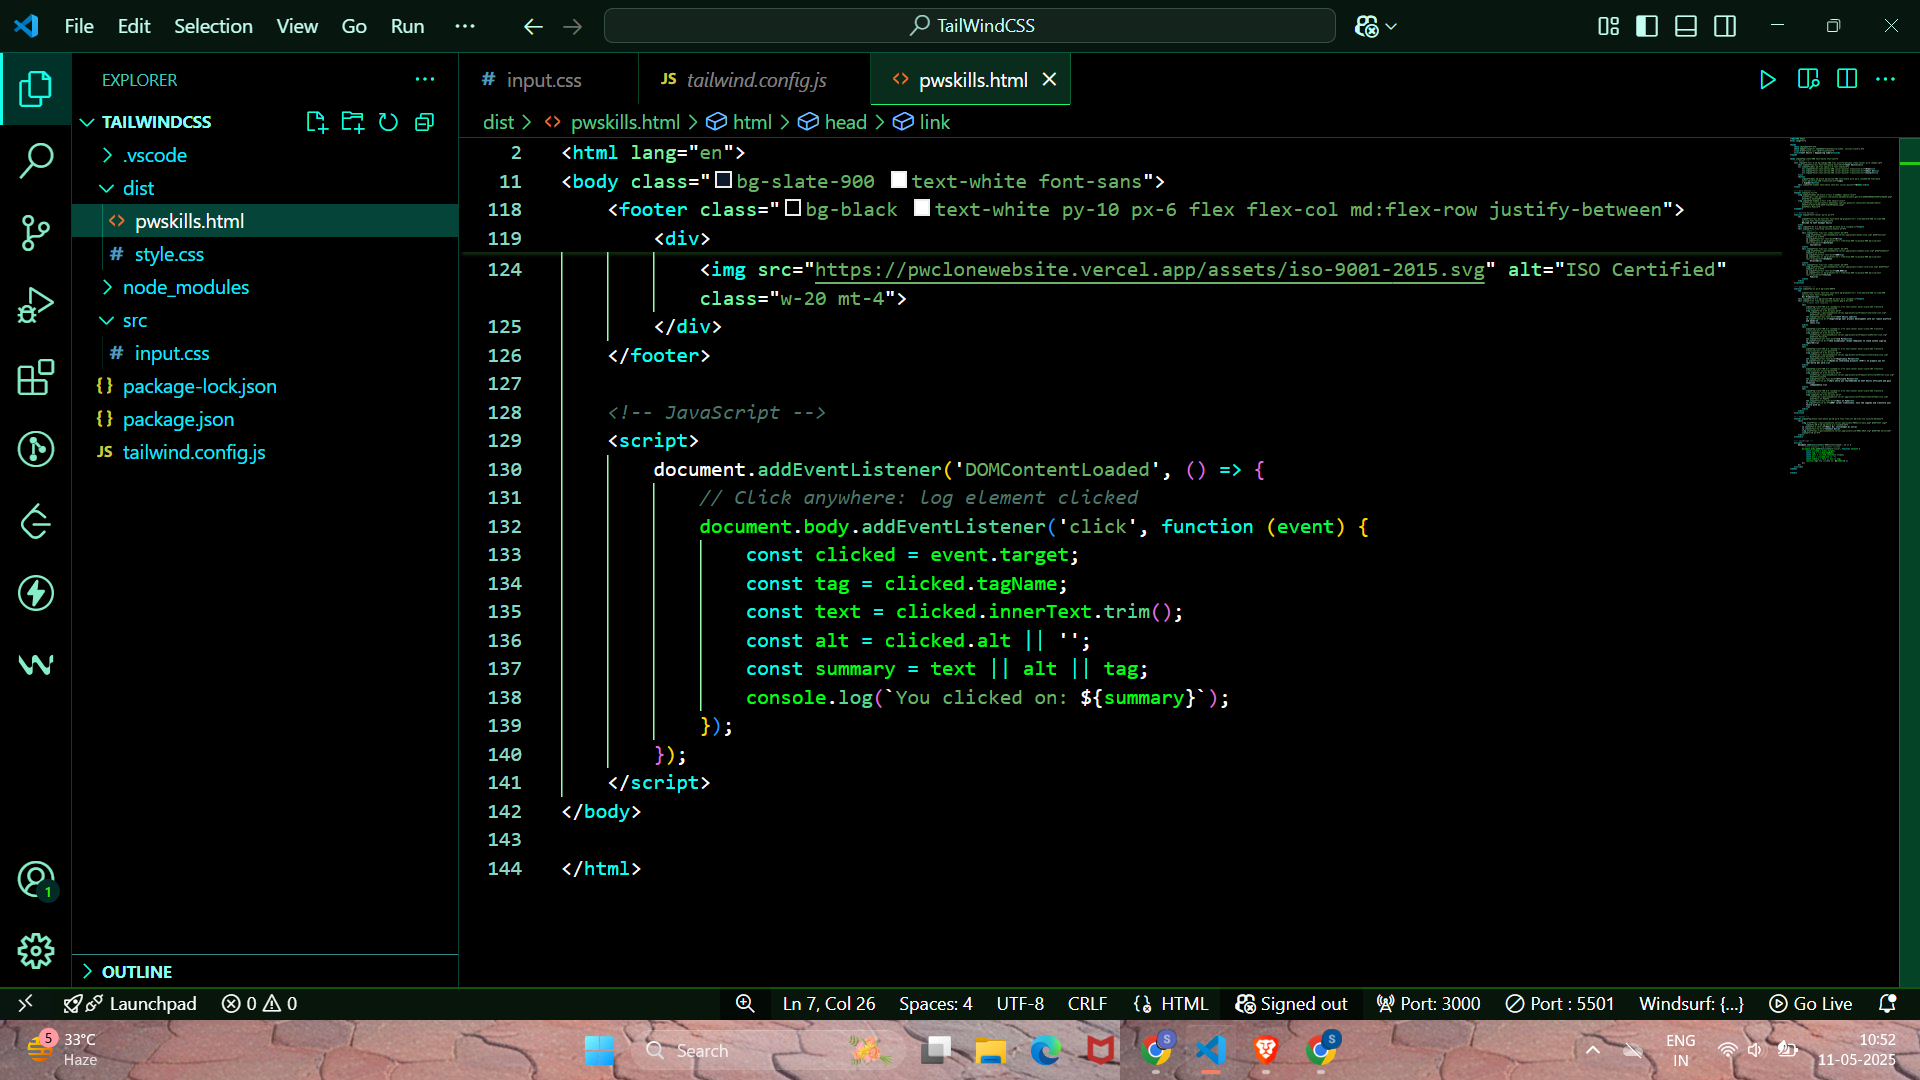 File Edit Selection View Go Run ··· TailWindCSS
EXPLORER ···
TAILWINDCSS
.vscode
dist
<> pwskills.html
# style.css
node_modules
src
# input.css
{} package-lock.json
{} package.json
JS tailwind.config.js
OUTLINE
# input.css JS tailwind.config.js <> pwskills.html
dist > <> pwskills.html > html > head > link
2 <html lang="en">
11 <body class="bg-slate-900 text-white font-sans">
118 <footer class="bg-black text-white py-10 px-6 flex flex-col md:flex-row justify-between">
119 <div>
124 <img src="https://pwclonewebsite.vercel.app/assets/iso-9001-2015.svg" alt="ISO Certified"
class="w-20 mt-4">
125 </div>
126 </footer>
127
128 <!-- JavaScript -->
129 <script>
130 document.addEventListener('DOMContentLoaded', () => {
131 // Click anywhere: log element clicked
132 document.body.addEventListener('click', function (event) {
133 const clicked = event.target;
134 const tag = clicked.tagName;
135 const text = clicked.innerText.trim();
136 const alt = clicked.alt || '';
137 const summary = text || alt || tag;
138 console.log(`You clicked on: ${summary}`);
139 });
140 });
141 </script>
142 </body>
143
144 </html>
1
Launchpad 0 0 Ln 7, Col 26 Spaces: 4 UTF-8 CRLF {} HTML Signed out Port: 3000 Port : 5501 Windsurf: {...} Go Live
5 33°C
Haze
Search
S
S
ENG
IN
10:52
11-05-2025